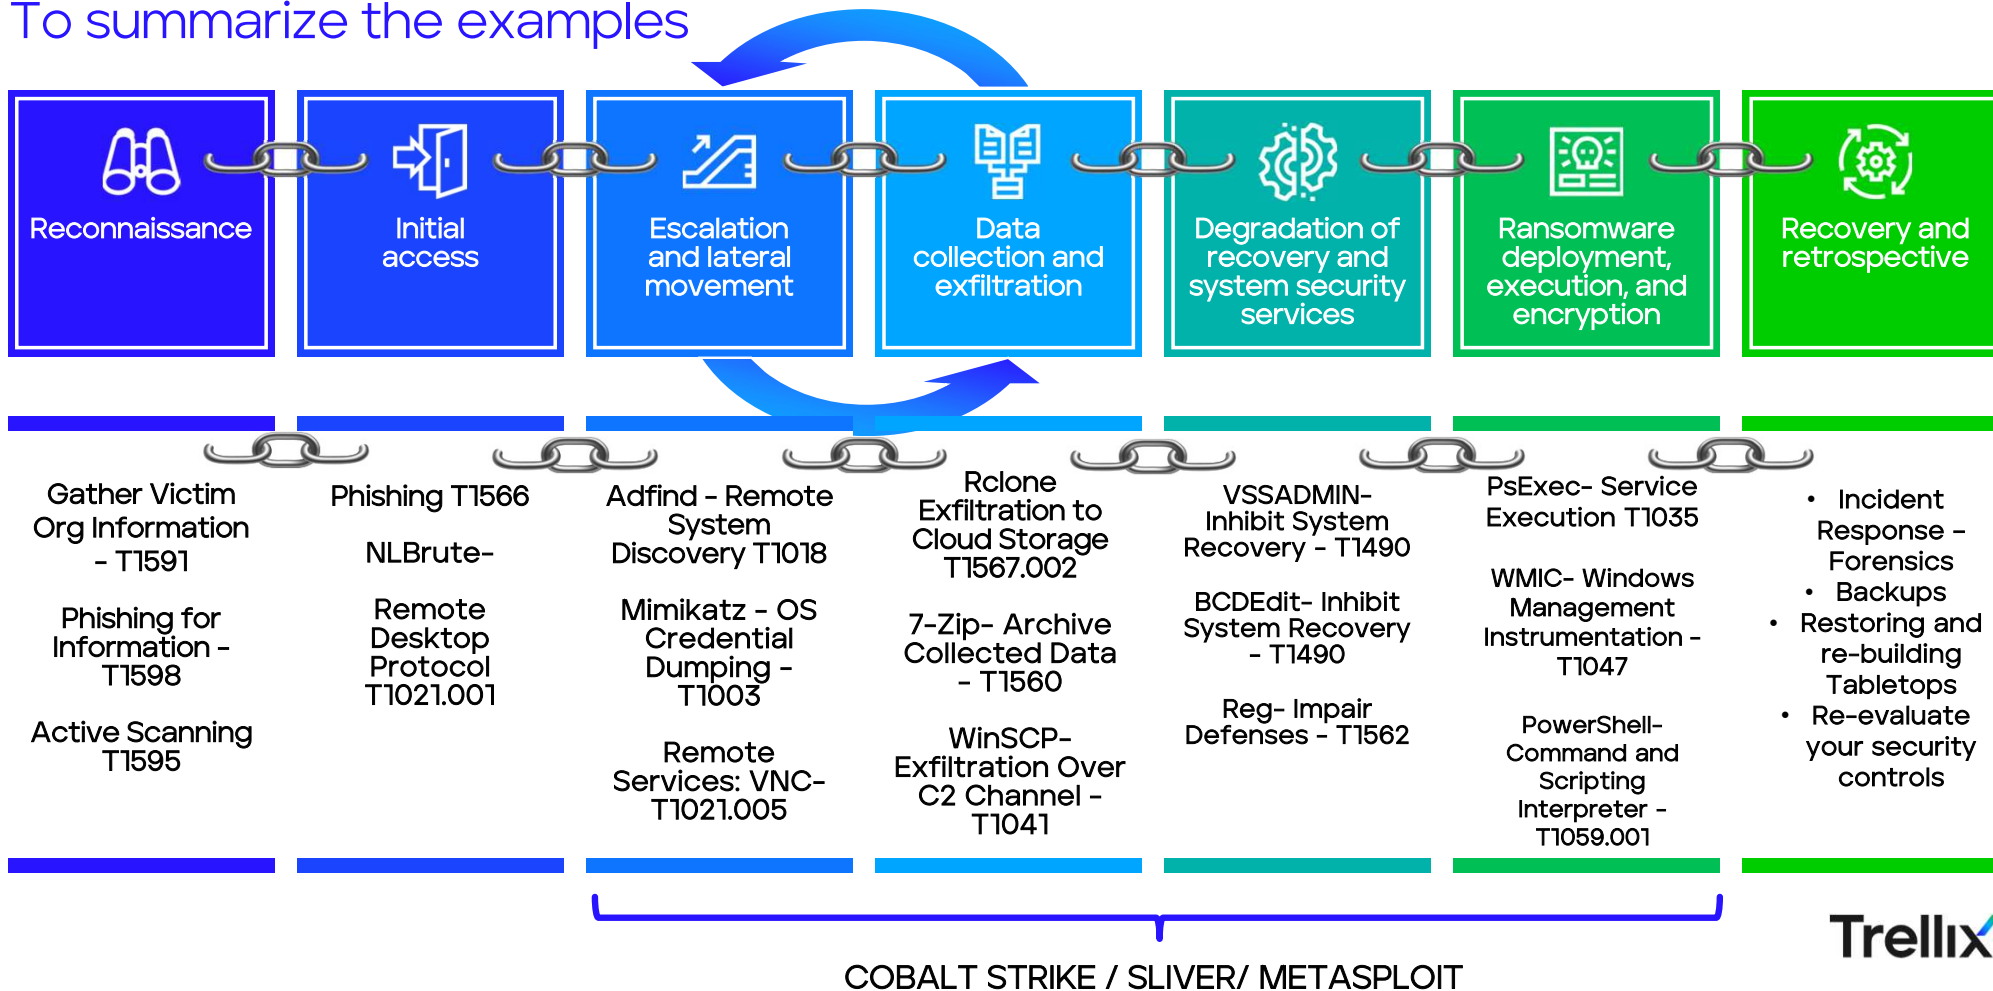 To summarize the examples
Reconnaissance
Initial
access
Escalation
and lateral
movement
Data
collection and
exfiltration
Degradation of
recovery and
system security
services
Ransomware
deployment,
execution, and
encryption
Recovery and
retrospective
Gather Victim
Org Information
- T1591
Phishing for
Information -
T1598
Active Scanning
T1595
Phishing T1566
NLBrute-
Remote
Desktop
Protocol
T1021.001
Adfind - Remote
System
Discovery T1018
Mimikatz - OS
Credential
Dumping -
T1003
Remote
Services: VNC-
T1021.005
Rclone
Exfiltration to
Cloud Storage
T1567.002
7-Zip- Archive
Collected Data
- T1560
WinSCP-
Exfiltration Over
C2 Channel -
T1041
VSSADMIN-
Inhibit System
Recovery - T1490
BCDEdit- Inhibit
System Recovery
- T1490
Reg- Impair
Defenses - T1562
PsExec- Service
Execution T1035
WMIC- Windows
Management
Instrumentation -
T1047
PowerShell-
Command and
Scripting
Interpreter -
T1059.001
• Incident
Response –
Forensics
• Backups
• Restoring and
re-building
Tabletops
• Re-evaluate
your security
controls
COBALT STRIKE / SLIVER/ METASPLOIT
Trellix